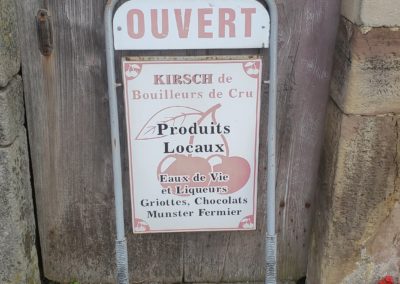 OUVERT
KIRSCH de
Bouilleurs de Cru
Produits
Locaux
Eaux de Vie
et Liqueurs
Griottes, Chocolats
Munster Fermier